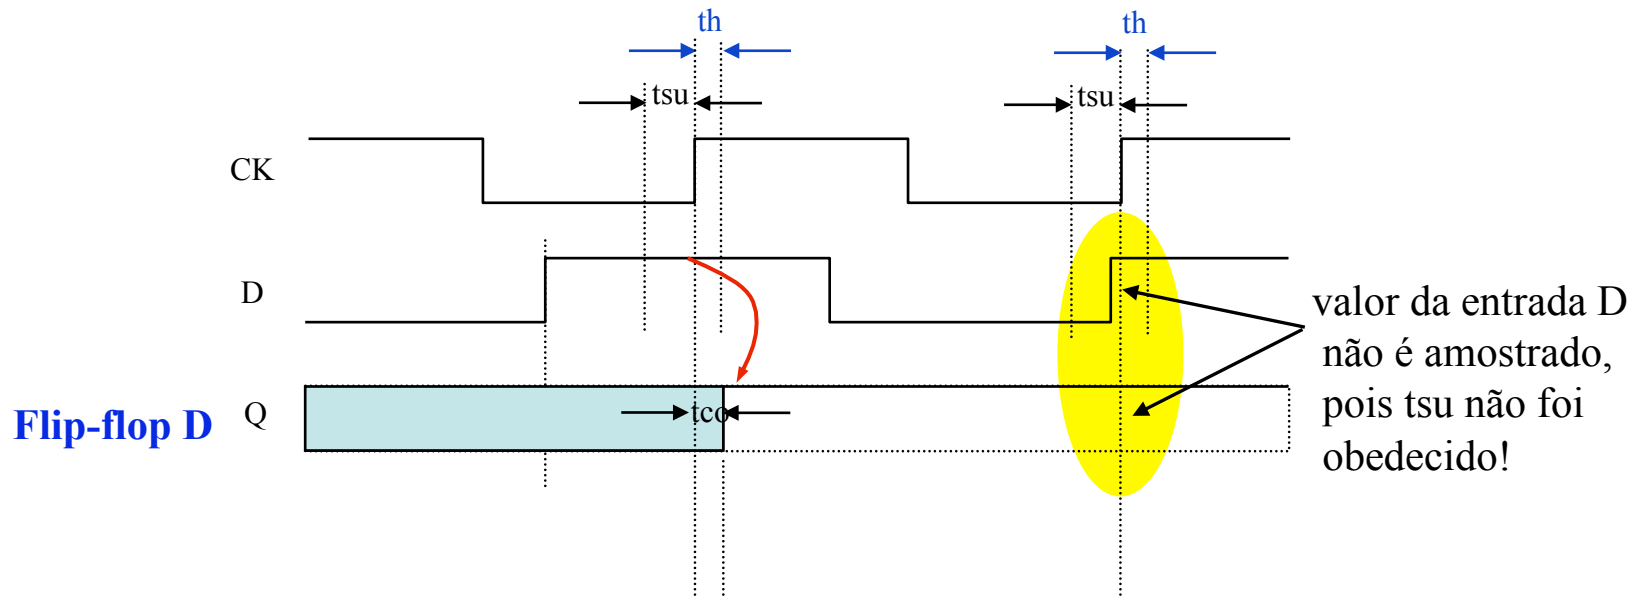 th
th
tsu
tsu
CK
D
valor da entrada D
não é amostrado,
pois tsu não foi
obedecido!
Flip-flop D
Q
tco